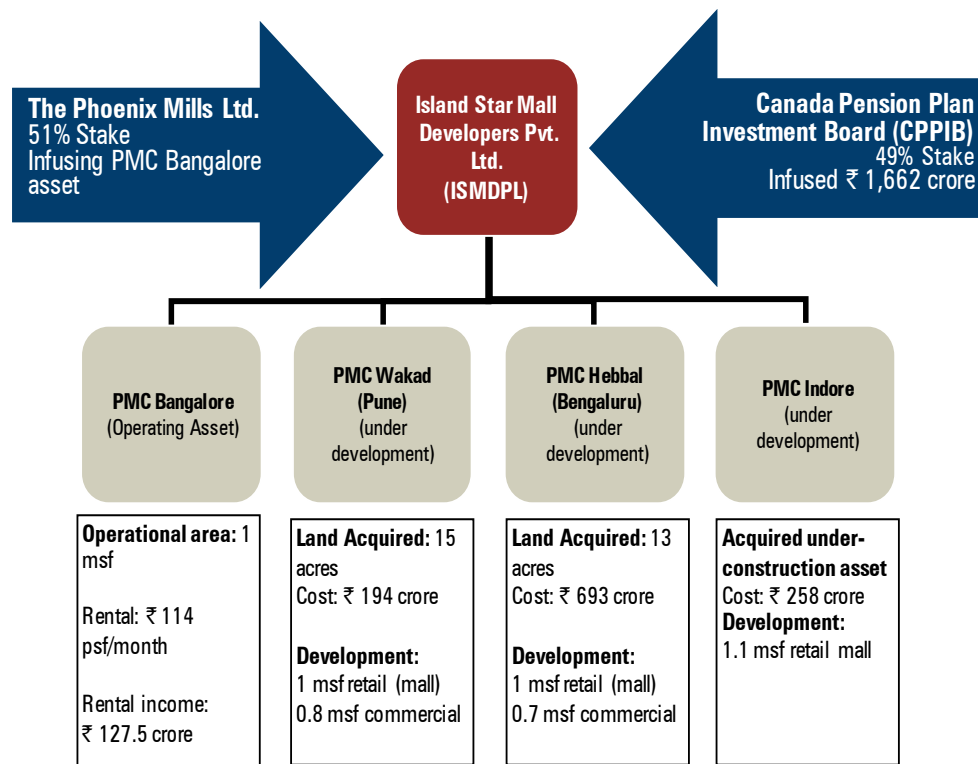 The Phoenix Mills Ltd.
51% Stake
Infusing PMC Bangalore
asset
Island Star Mall
Developers Pvt.
Ltd.
(ISMDPL)
Canada Pension Plan
Investment Board (CPPIB)
49% Stake
Infused ₹ 1,662 crore
PMC Bangalore
(Operating Asset)
PMC Wakad
(Pune)
(under
development)
PMC Hebbal
(Bengaluru)
(under
development)
PMC Indore
(under
development)
Operational area: 1
msf
Rental: ₹ 114
psf/month
Rental income:
₹ 127.5 crore
Land Acquired: 15
acres
Cost: ₹ 194 crore
Development:
1 msf retail (mall)
0.8 msf commercial
Land Acquired: 13
acres
Cost: ₹ 693 crore
Development:
1 msf retail (mall)
0.7 msf commercial
Acquired under-
construction asset
Cost: ₹ 258 crore
Development:
1.1 msf retail mall